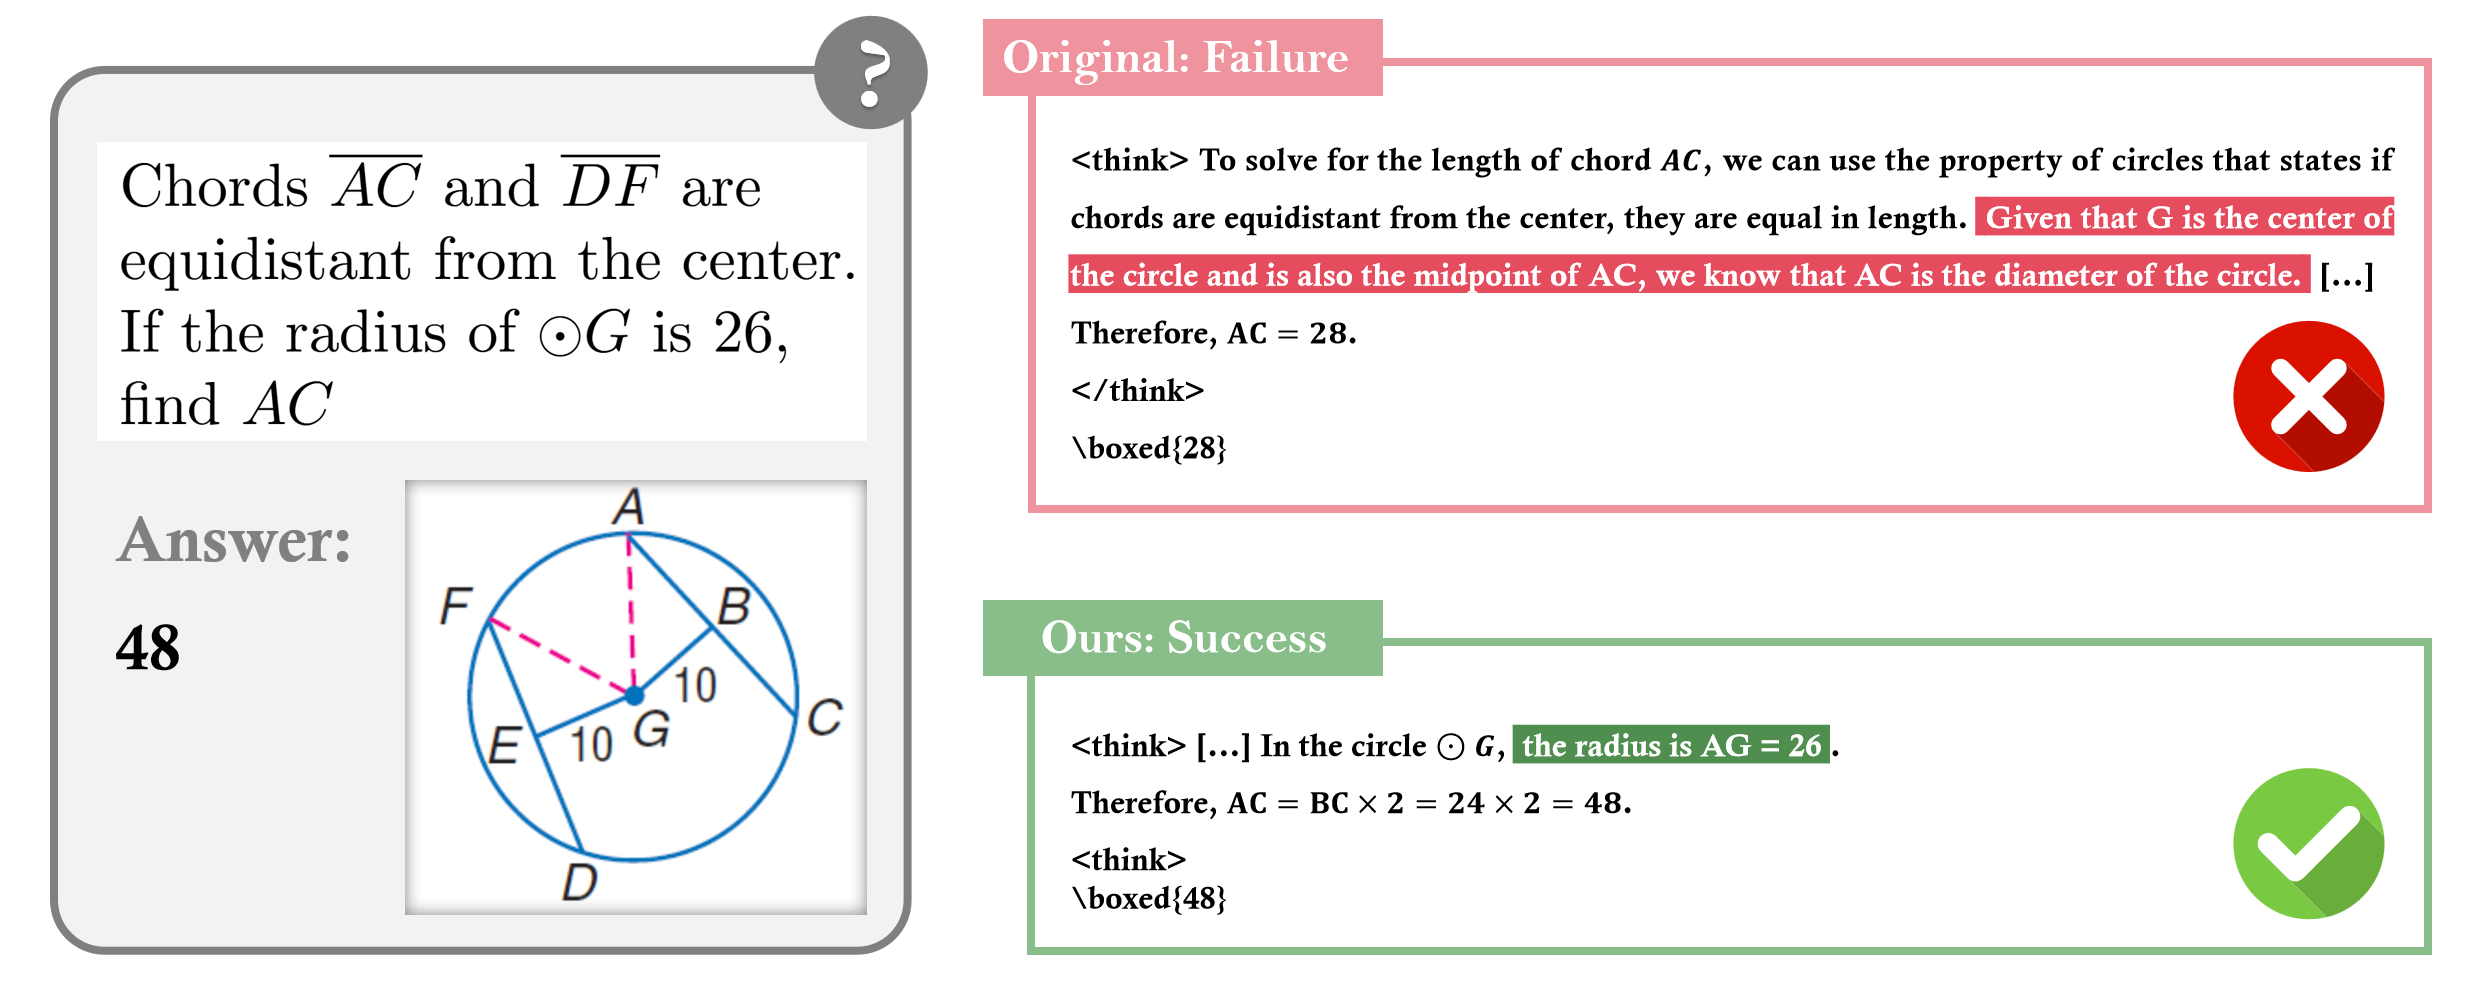 ?
Chords AC and DF are
equidistant from the center.
If the radius of ⊙G is 26,
find AC
Answer:
48
A
F
B
10
G
C
E
10
D
Original: Failure
<think> To solve for the length of chord AC, we can use the property of circles that states if
chords are equidistant from the center, they are equal in length. Given that G is the center of
the circle and is also the midpoint of AC, we know that AC is the diameter of the circle. [...]
Therefore, AC = 28.
</think>
\boxed{28}
Ours: Success
<think> [...] In the circle ⊙ G, the radius is AG = 26 .
Therefore, AC = BC × 2 = 24 × 2 = 48.
<think>
\boxed{48}